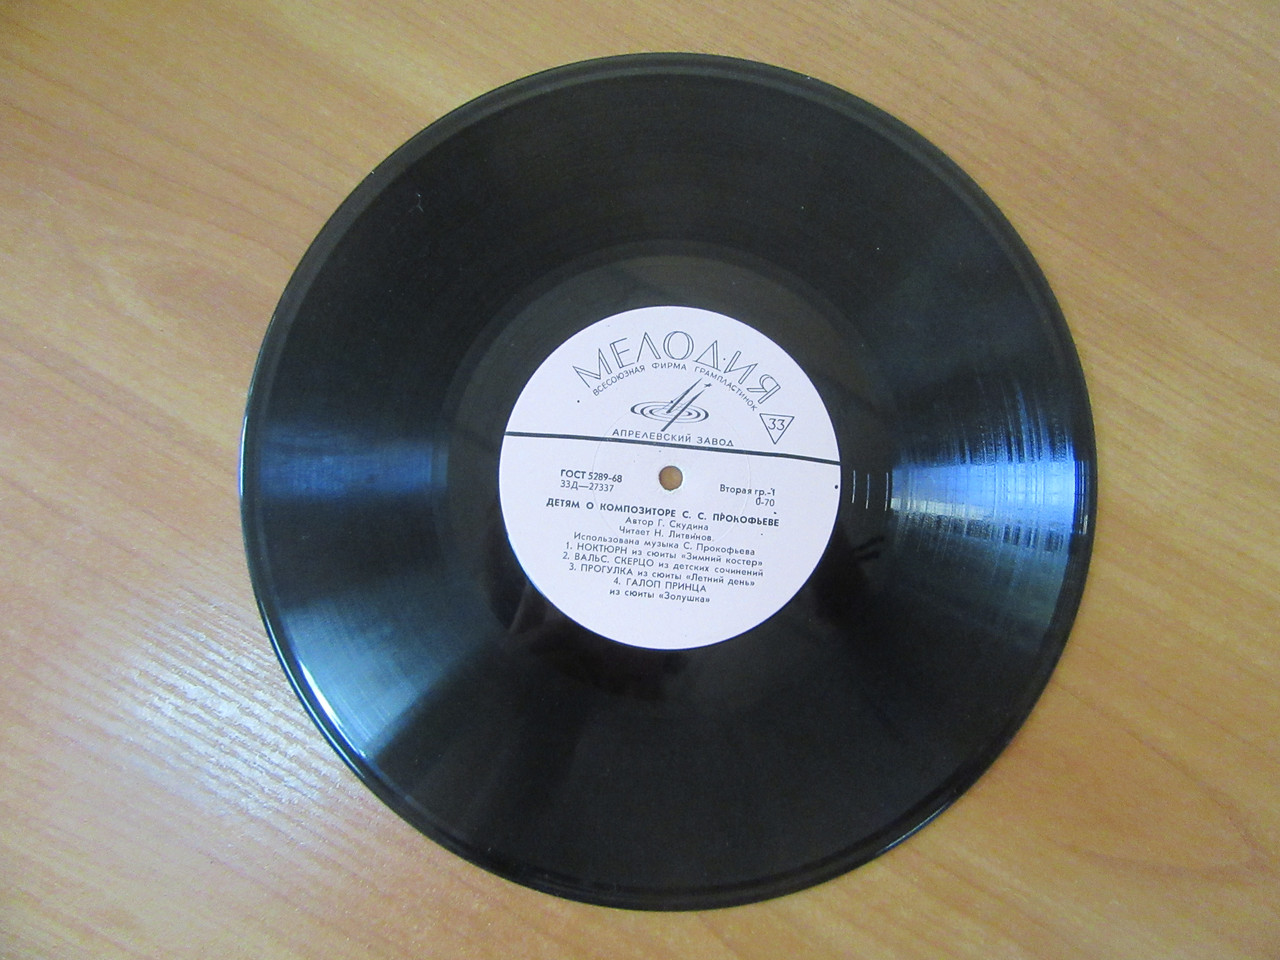 МЕЛОДИЯ
ВСЕСОЮЗНАЯ ФИРМА ГРАМПЛАСТИНОК
33
АПРЕЛЕВСКИЙ ЗАВОД
ГОСТ 5289-68
33Д—27337
Вторая гр.-1
0-70
ДЕТЯМ О КОМПОЗИТОРЕ С. С. ПРОКОФЬЕВЕ
Автор Г. Скудина
Читает Н. Литвинов.
Использована музыка С. Прокофьева
1. НОКТЮРН из сюиты «Зимний костер»
2. ВАЛЬС. СКЕРЦО из детских сочинений
3. ПРОГУЛКА из сюиты «Летний день»
4. ГАЛОП ПРИНЦА
из сюиты «Золушка»